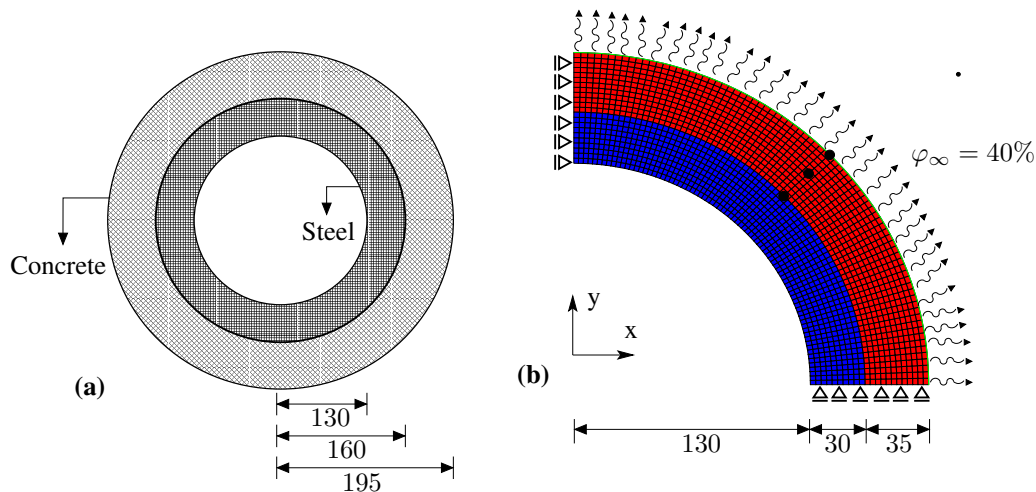 Concrete
Steel
(a)
130
160
195
φ∞ = 40%
y
x
(b)
130
30
35